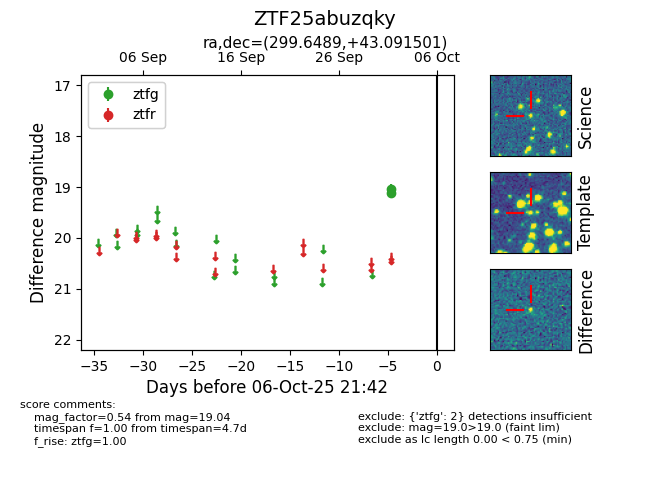 ZTF25abuzqky
ra,dec=(299.6489,+43.091501)
06 Sep 16 Sep 26 Sep 06 Oct
ztfg
ztfr
17
18
19
20
21
22
Difference magnitude
−35 −30 −25 −20 −15 −10 −5 0
Days before 06-Oct-25 21:42
Science
Template
Difference
score comments:
mag_factor=0.54 from mag=19.04
timespan f=1.00 from timespan=4.7d
f_rise: ztfg=1.00
exclude: {'ztfg': 2} detections insufficient
exclude: mag=19.0>19.0 (faint lim)
exclude as lc length 0.00 < 0.75 (min)